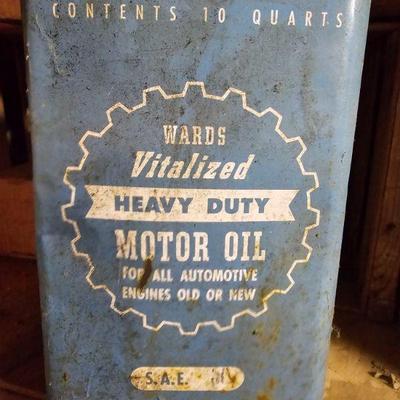 CONTENTS 10 QUARTS
WARDS
Vitalized
HEAVY DUTY
MOTOR OIL
FOR ALL AUTOMOTIVE
ENGINES OLD OR NEW
S.A.E.